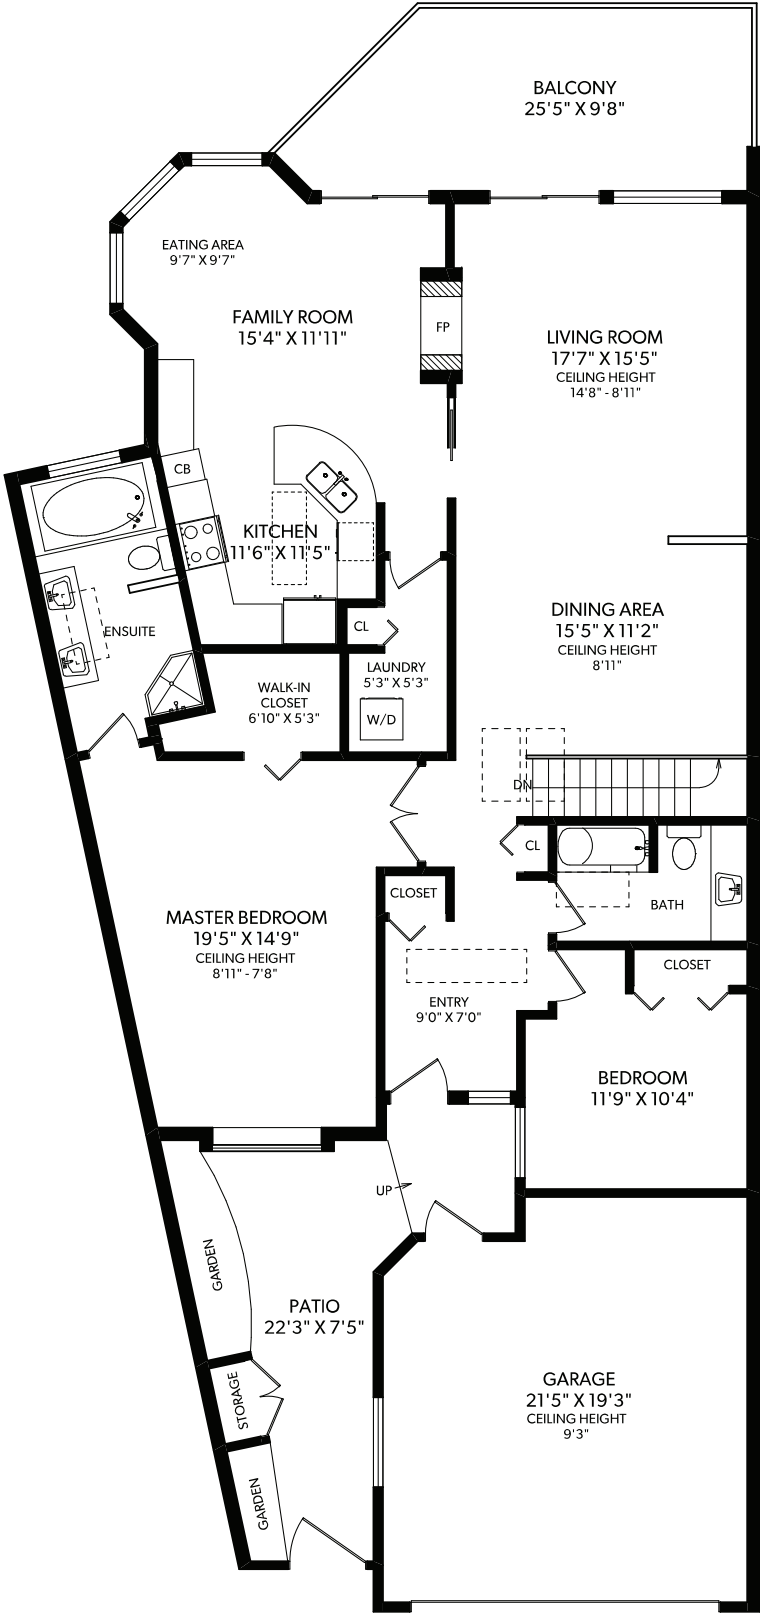 BALCONY
25'5" X 9'8"
EATING AREA
9'7" X 9'7"
FAMILY ROOM
15'4" X 11'11"
FP
LIVING ROOM
17'7" X 15'5"
CEILING HEIGHT
14'8" - 8'11"
CB
KITCHEN
11'6" X 11'5"
ENSUITE
CL
DINING AREA
15'5" X 11'2"
CEILING HEIGHT
8'11"
LAUNDRY
5'3" X 5'3"
W/D
WALK-IN
CLOSET
6'10" X 5'3"
DN
CL
CLOSET
BATH
MASTER BEDROOM
19'5" X 14'9"
CEILING HEIGHT
8'11" - 7'8"
CLOSET
ENTRY
9'0" X 7'0"
BEDROOM
11'9" X 10'4"
UP
GARDEN
PATIO
22'3" X 7'5"
STORAGE
GARDEN
GARAGE
21'5" X 19'3"
CEILING HEIGHT
9'3"